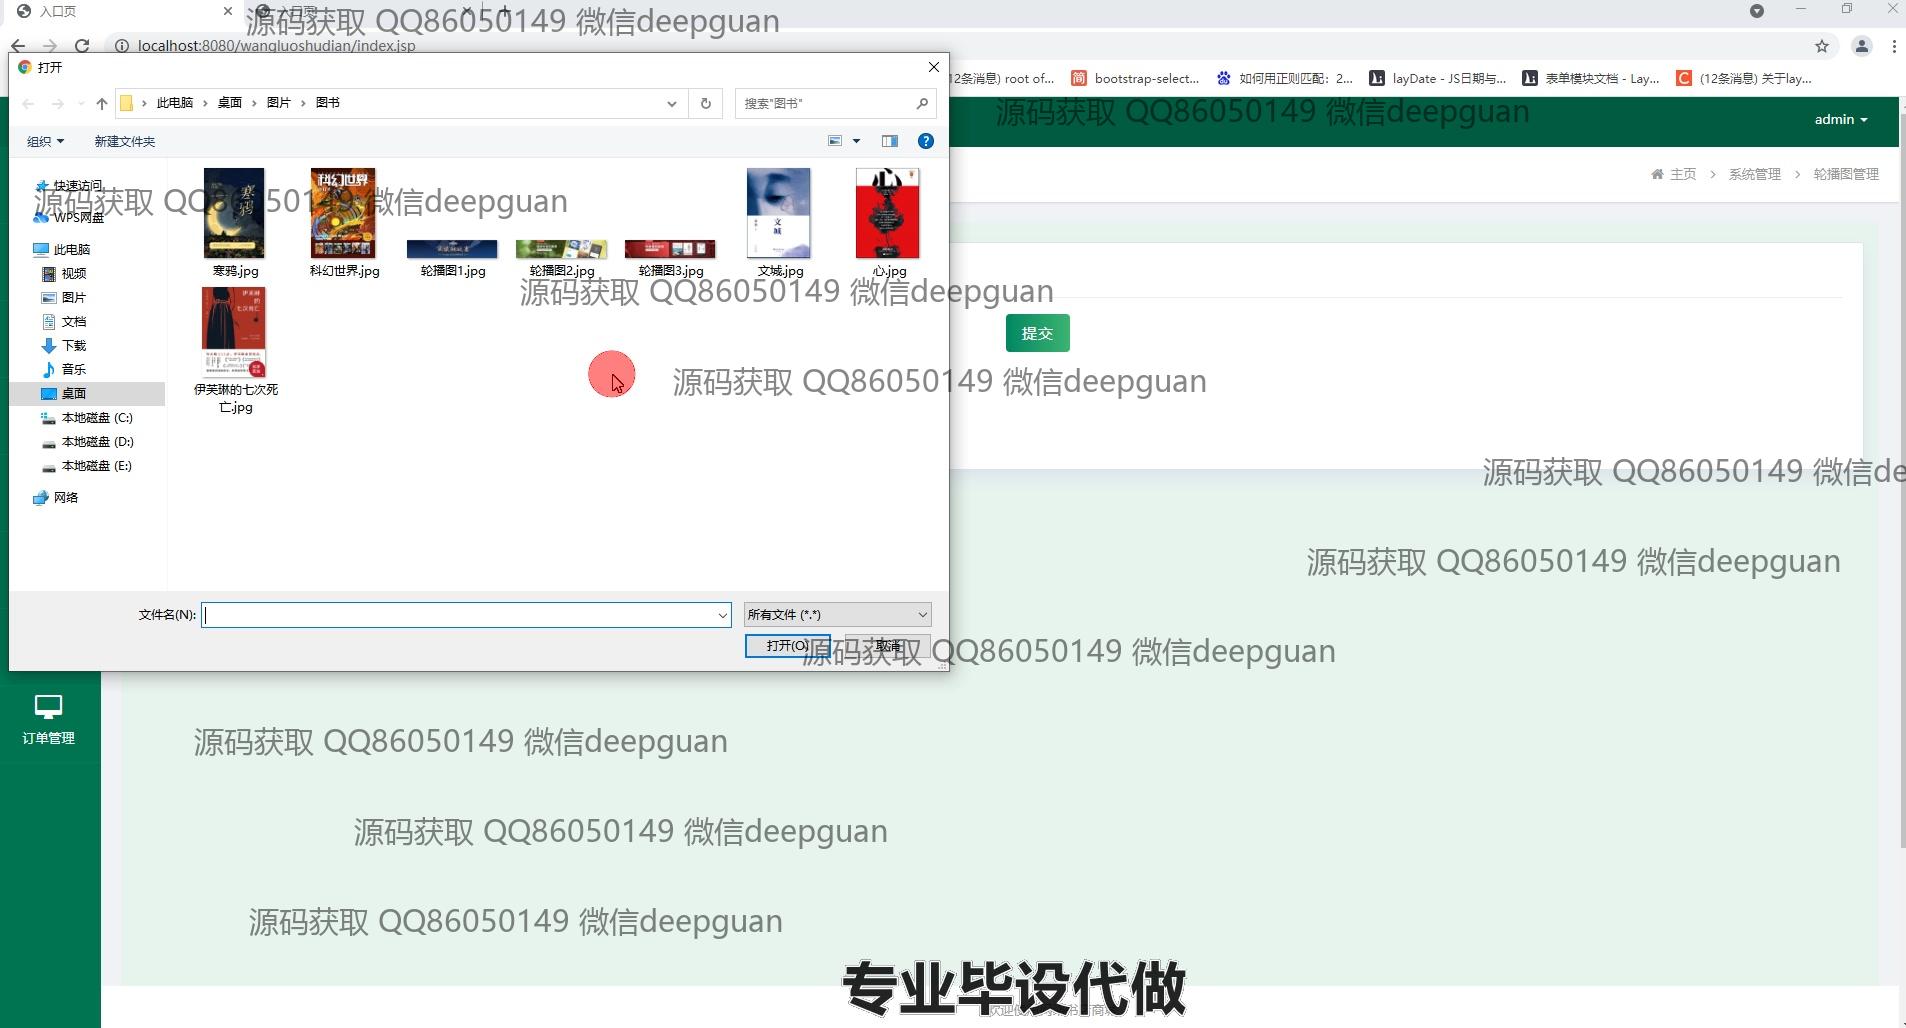 入口页
源码获取 QQ86050149 微信deepguan
localhost:8080/wangluoshudian/index.jsp
打开
12条消息) root of...
bootstrap-select...
如何用正则匹配：2...
layDate - JS日期与...
表单模块文档 - Lay...
(12条消息) 关于lay...
此电脑 › 桌面 › 图片 › 图书
搜索"图书"
源码获取 QQ86050149 微信deepguan
admin
组织
新建文件夹
主页 › 系统管理 › 轮播图管理
快速访问
源码获取 QQ86050149 微信deepguan
WPS网盘
此电脑
视频
图片
文档
下载
音乐
桌面
本地磁盘 (C:)
本地磁盘 (D:)
本地磁盘 (E:)
网络
寒鸦
科幻世界
文城
心
寒鸦.jpg
科幻世界.jpg
轮播图1.jpg
轮播图2.jpg
轮播图3.jpg
文城.jpg
心.jpg
源码获取 QQ86050149 微信deepguan
伊芙琳的七次死亡
伊芙琳的七次死
亡.jpg
提交
源码获取 QQ86050149 微信deepguan
源码获取 QQ86050149 微信de
源码获取 QQ86050149 微信deepguan
文件名(N):
所有文件 (*.*)
打开(O)
取消
源码获取 QQ86050149 微信deepguan
订单管理
源码获取 QQ86050149 微信deepguan
源码获取 QQ86050149 微信deepguan
源码获取 QQ86050149 微信deepguan
专业毕设代做